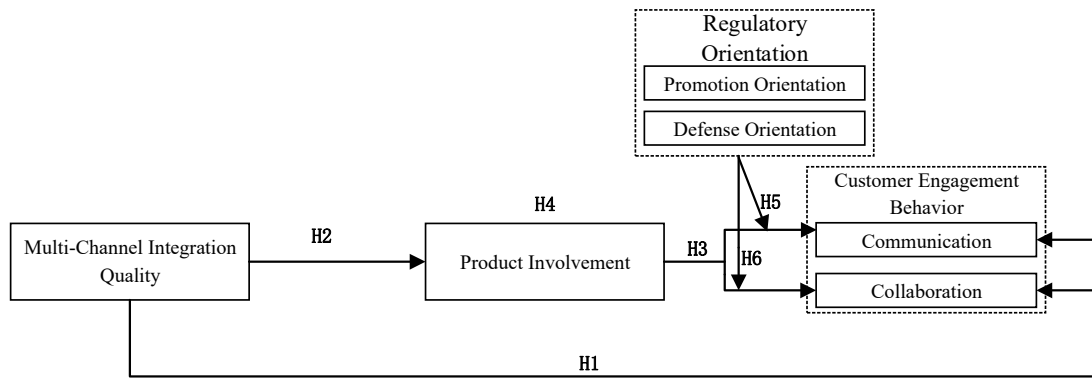 Regulatory
Orientation
Promotion Orientation
Defense Orientation
Customer Engagement
Behavior
H5
H4
H2
Multi-Channel Integration
Quality
Product Involvement
H3
H6
Communication
Collaboration
H1